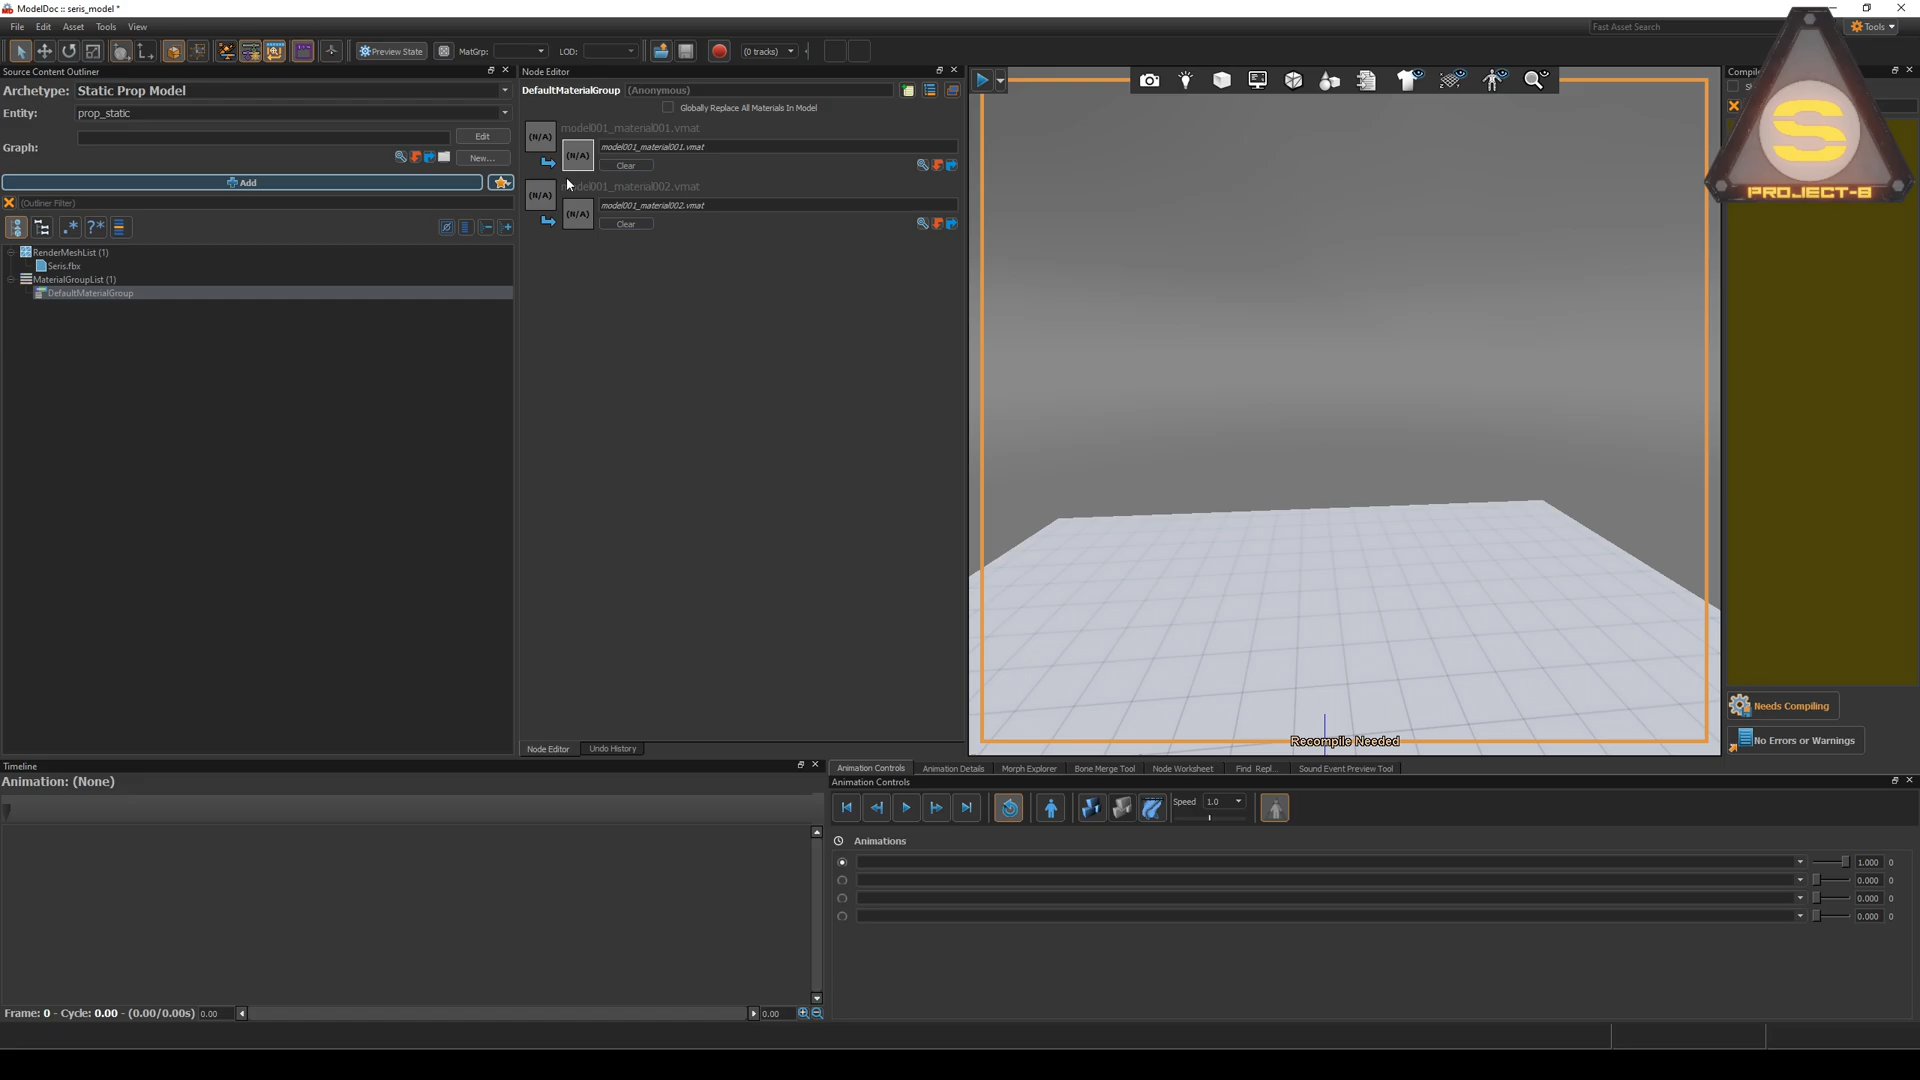 ModelDoc :: seris_model *
File Edit Asset Tools View
Fast Asset Search
Tools
Preview State
MatGrp:
LOD:
(0 tracks)
Source Content Outliner
Archetype: Static Prop Model
Entity: prop_static
Graph:
Edit
New...
Add
(Outliner Filter)
RenderMeshList (1)
Seris.fbx
MaterialGroupList (1)
DefaultMaterialGroup
Node Editor
DefaultMaterialGroup (Anonymous)
Globally Replace All Materials In Model
(N/A) model001_material001.vmat
(N/A) model001_material001.vmat
Clear
(N/A)
(N/A) model001_material002.vmat
Clear
Node Editor Undo History
Recompile Needed
S
PROJECT-8
Needs Compiling
No Errors or Warnings
Timeline
Animation: (None)
Frame: 0 - Cycle: 0.00 - (0.00/0.00s) 0.00
0.00
Animation Controls Animation Details Morph Explorer Bone Merge Tool Node Worksheet Find Repl... Sound Event Preview Tool
Animation Controls
Speed 1.0
Animations
1.000 0
0.000 0
0.000 0
0.000 0